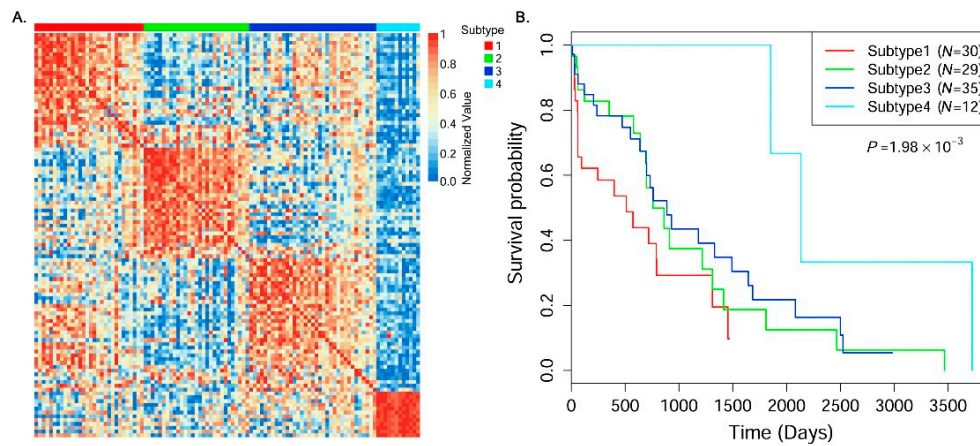 A.
Subtype
1
2
3
4
1
0.8
0.6
0.4
0.2
0.0
Normalized Value
B.
Survival probability
1.0
0.8
0.6
0.4
0.2
0.0
Subtype1 (N=30)
Subtype2 (N=29)
Subtype3 (N=35)
Subtype4 (N=12)
P=1.98 × 10⁻³
0 500 1000 1500 2000 2500 3000 3500
Time (Days)